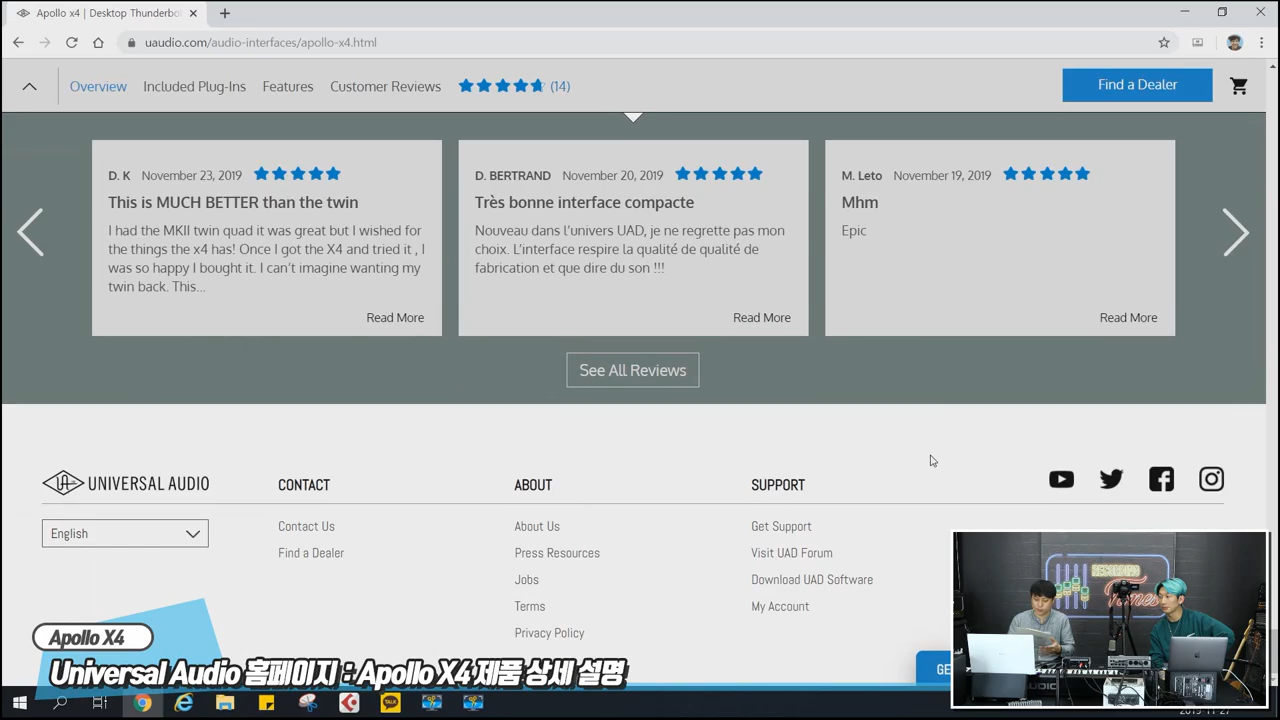 Apollo x4 | Desktop Thunderbol
uaudio.com/audio-interfaces/apollo-x4.html
Overview Included Plug-Ins Features Customer Reviews (14) Find a Dealer
D. K November 23, 2019
This is MUCH BETTER than the twin
I had the MKII twin quad it was great but I wished for
the things the x4 has! Once I got the X4 and tried it , I
was so happy I bought it. I can't imagine wanting my
twin back. This...
Read More
D. BERTRAND November 20, 2019
Très bonne interface compacte
Nouveau dans l'univers UAD, je ne regrette pas mon
choix. L'interface respire la qualité de qualité de
fabrication et que dire du son !!!
Read More
M. Leto November 19, 2019
Mhm
Epic
Read More
See All Reviews
UNIVERSAL AUDIO
English
CONTACT
Contact Us
Find a Dealer
ABOUT
About Us
Press Resources
Jobs
Terms
Privacy Policy
SUPPORT
Get Support
Visit UAD Forum
Download UAD Software
My Account
GE
RECORDING
Times
Apollo X4
Universal Audio 홈페이지 : Apollo X4 제품 상세 설명
TALK
2019-11-27